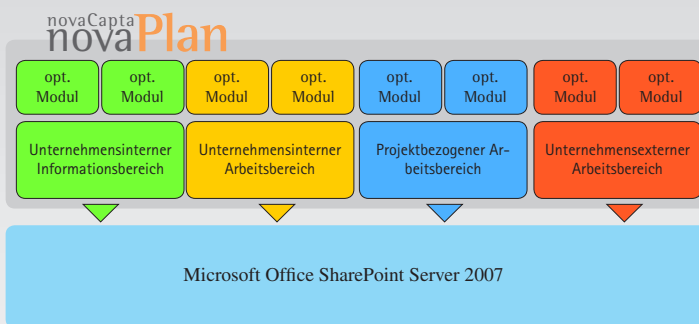 novaCapta
novaPlan
opt. Modul
opt. Modul
opt. Modul
opt. Modul
opt. Modul
opt. Modul
opt. Modul
opt. Modul
Unternehmensinterner
Informationsbereich
Unternehmensinterner
Arbeitsbereich
Projektbezogener Ar-
beitsbereich
Unternehmensexterner
Arbeitsbereich
Microsoft Office SharePoint Server 2007